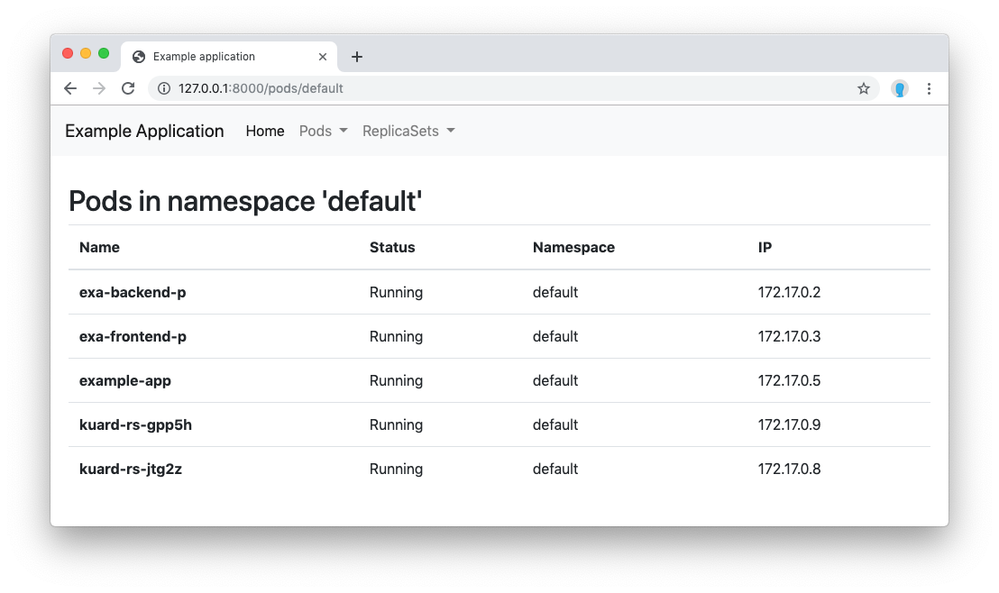 Example application
127.0.0.1:8000/pods/default
Example Application Home Pods ReplicaSets
Pods in namespace 'default'
Name Status Namespace IP
exa-backend-p Running default 172.17.0.2
exa-frontend-p Running default 172.17.0.3
example-app Running default 172.17.0.5
kuard-rs-gpp5h Running default 172.17.0.9
kuard-rs-jtg2z Running default 172.17.0.8